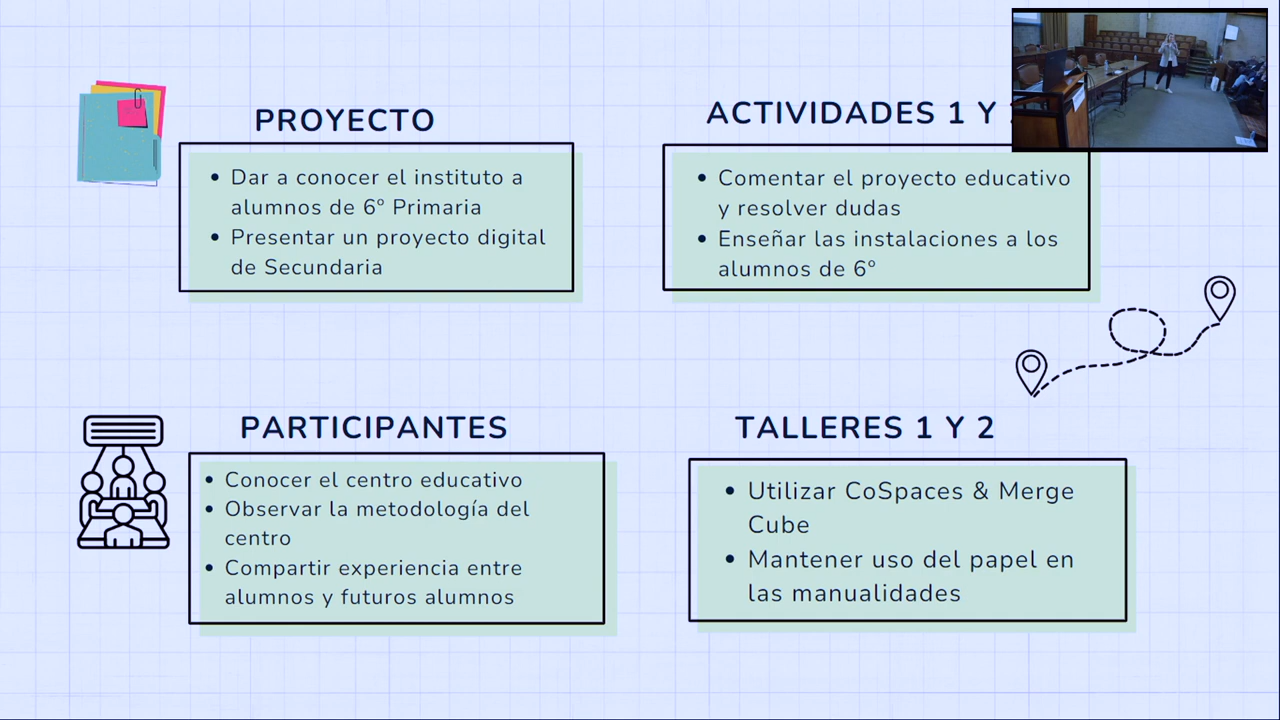 PROYECTO
Dar a conocer el instituto a
alumnos de 6º Primaria
Presentar un proyecto digital
de Secundaria
ACTIVIDADES 1 Y
Comentar el proyecto educativo
y resolver dudas
Enseñar las instalaciones a los
alumnos de 6º
PARTICIPANTES
Conocer el centro educativo
Observar la metodología del
centro
Compartir experiencia entre
alumnos y futuros alumnos
TALLERES 1 Y 2
Utilizar CoSpaces & Merge
Cube
Mantener uso del papel en
las manualidades